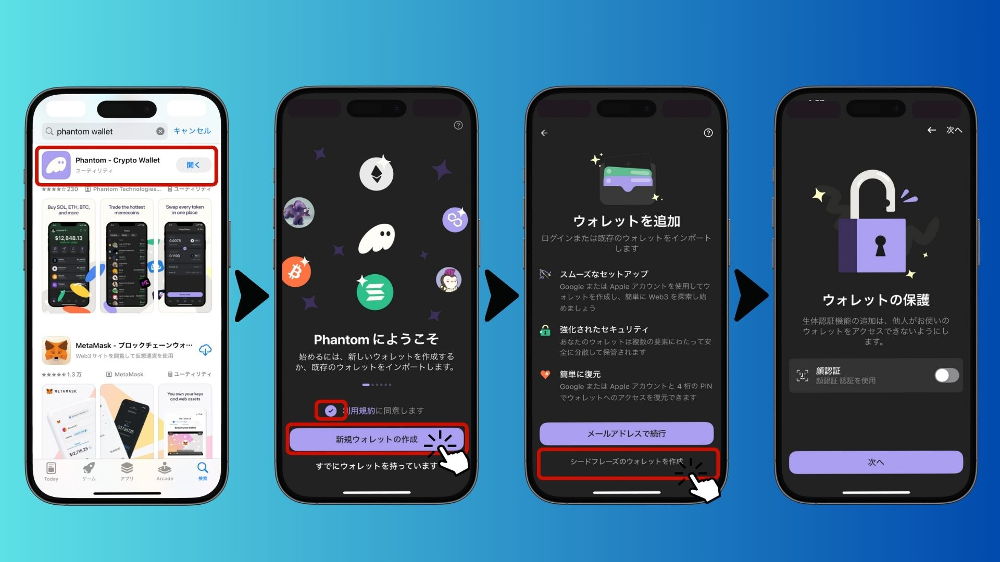 phantom wallet
キャンセル
Phantom - Crypto Wallet
ユーティリティ
開く
★★★★☆230
Phantom Technologies...
ユーティリティ
Buy SOL, ETH, BTC,
and more
Trade the hottest
memecoins
Swap every token
in one place
$12,848.13
0.0075
0.1103
MetaMask - ブロックチェーンウォ…
Web3サイトを閲覧して仮想通貨を使用
1.3万
MetaMask
ユーティリティ
METAMASK
You own your keys
and web assets
METAMASK
Secure your wallet
$12,715.25
-327.26725
Today
ゲーム
アプリ
Arcade
検索
Phantom にようこそ
始めるには、新しいウォレットを作成する
か、既存のウォレットをインポートします。
利用規約に同意します
新規ウォレットの作成
すでにウォレットを持っています
ウォレットを追加
ログインまたは既存のウォレットをインポート
します
スムーズなセットアップ
Google または Apple アカウントを使用してウ
ォレットを作成し、簡単に Web3 を探索し始
めましょう
強化されたセキュリティ
あなたのウォレットは複数の要素にわたって安
全に分散して保管されます
簡単に復元
Google または Apple アカウントと 4 桁の PIN
でウォレットへのアクセスを復元できます
メールアドレスで続行
シードフレーズのウォレットを作成
← 次へ
ウォレットの保護
生体認証機能の追加は、他人がお使いの
ウォレットをアクセスできないようにし
ます。
顔認証
顔認証 認証を使用
次へ